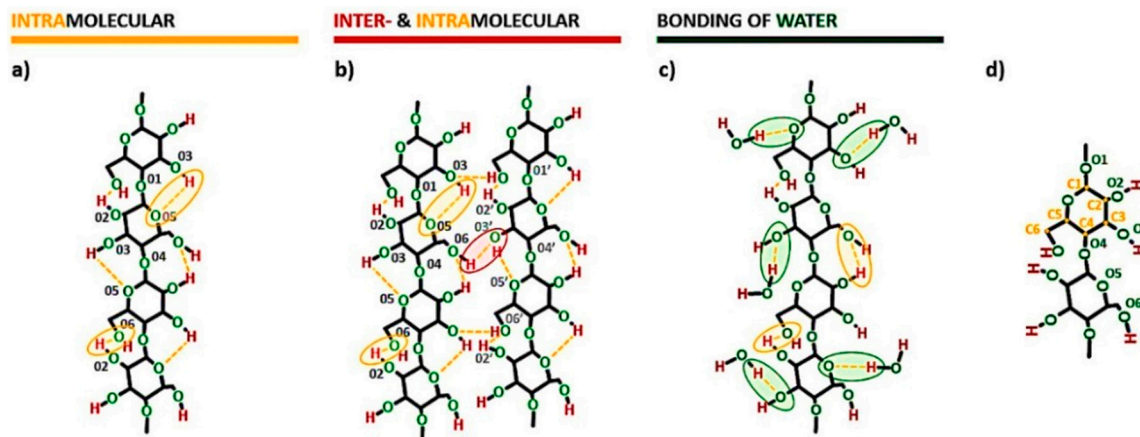 INTRAMOLECULAR
INTER- & INTRAMOLECULAR
BONDING OF WATER
a)
b)
c)
d)
O
H
O
O
O3
O
H
O1
O
H
H
O
O2
O
O
O5
H
O
O
O3
O4
O
H
O
O5
O
O6
O
H
O
H
H
O
O2
O
O
H
O
O
H
O
O
H
O
O
H
O
O3
H
O
O1
O1'
H
H
O2
O2'
O3'
O5
O6
H
O3
O4
O4'
O5
O5'
O6
O6'
H
O2
O2'
H
O
H
O
H
O
H
O
H
O
H
O
H
O
H
O
H
O
H
O
H
O1
O
C1
O2
H
O
C2
C5
C4
C3
C6
O4
O
H
O
H
H
O
O5
O
O6
O
H
O
O
H